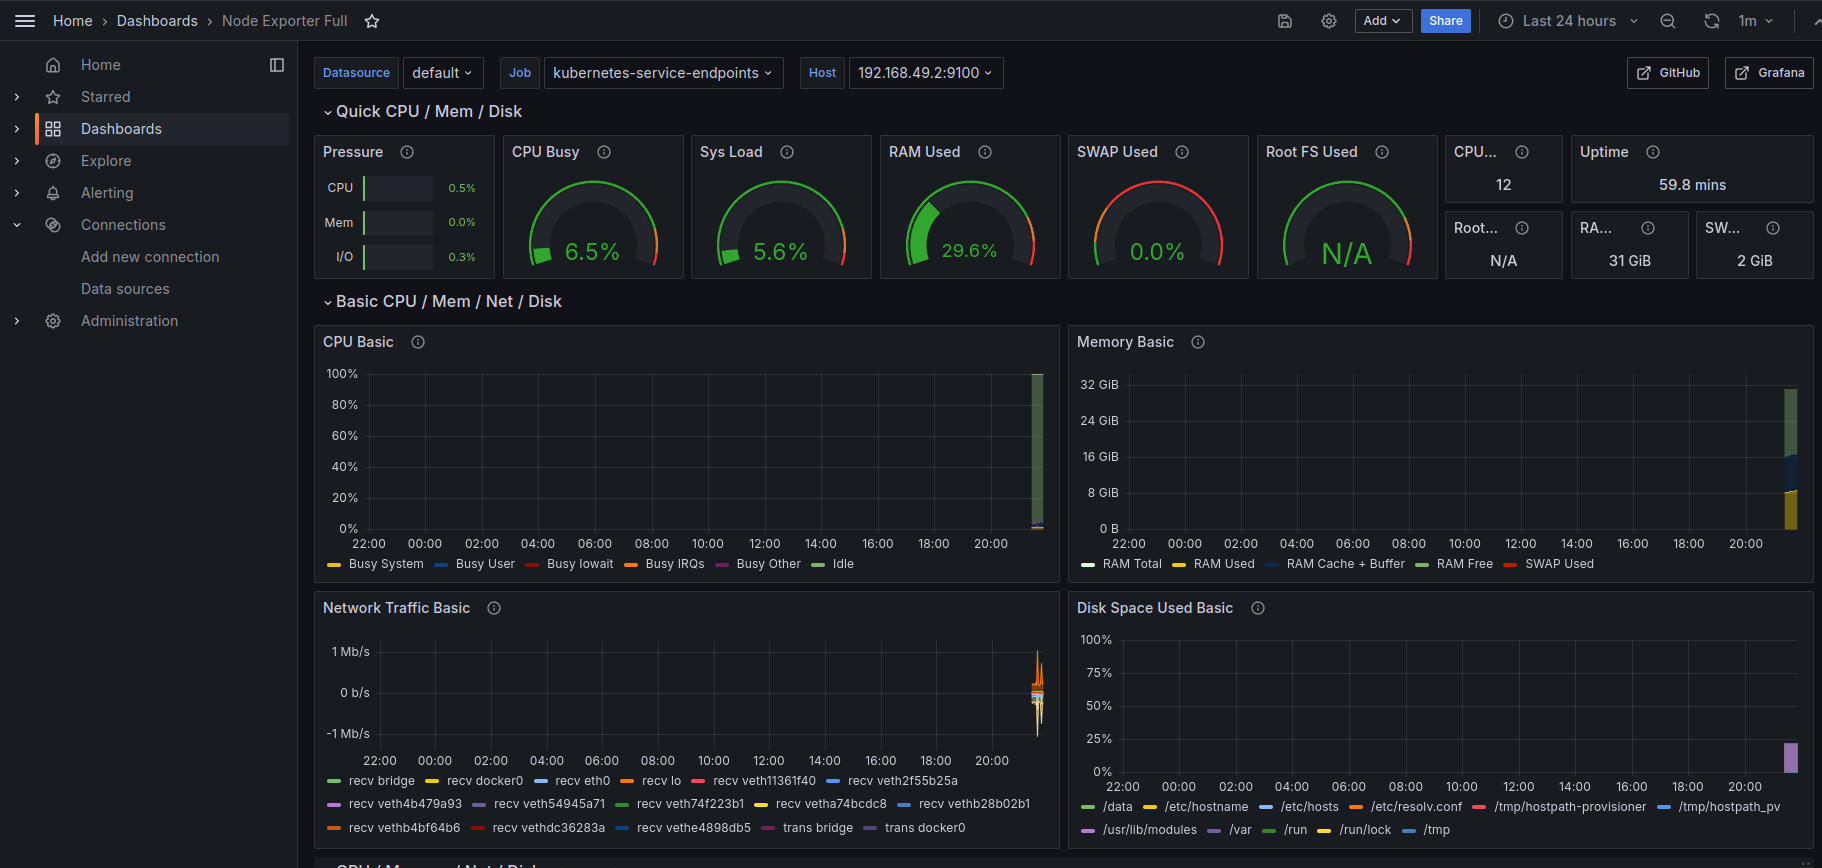 Home › Dashboards › Node Exporter Full
Add
Share
Last 24 hours
1m
Home
Starred
Dashboards
Explore
Alerting
Connections
Add new connection
Data sources
Administration
Datasource default Job kubernetes-service-endpoints Host 192.168.49.2:9100
GitHub
Grafana
Quick CPU / Mem / Disk
Pressure
CPU 0.5%
Mem 0.0%
I/O 0.3%
CPU Busy
6.5%
Sys Load
5.6%
RAM Used
29.6%
SWAP Used
0.0%
Root FS Used
N/A
CPU...
12
Uptime
59.8 mins
Root...
N/A
RA...
31 GiB
SW...
2 GiB
Basic CPU / Mem / Net / Disk
CPU Basic
100%
80%
60%
40%
20%
0%
22:00 00:00 02:00 04:00 06:00 08:00 10:00 12:00 14:00 16:00 18:00 20:00
Busy System Busy User Busy Iowait Busy IRQs Busy Other Idle
Memory Basic
32 GiB
24 GiB
16 GiB
8 GiB
0 B
22:00 00:00 02:00 04:00 06:00 08:00 10:00 12:00 14:00 16:00 18:00 20:00
RAM Total RAM Used RAM Cache + Buffer RAM Free SWAP Used
Network Traffic Basic
1 Mb/s
0 b/s
-1 Mb/s
22:00 00:00 02:00 04:00 06:00 08:00 10:00 12:00 14:00 16:00 18:00 20:00
recv bridge recv docker0 recv eth0 recv lo recv veth11361f40 recv veth2f55b25a
recv veth4b479a93 recv veth54945a71 recv veth74f223b1 recv vetha74bcdc8 recv vethb28b02b1
recv vethb4bf64b6 recv vethdc36283a recv vethe4898db5 trans bridge trans docker0
Disk Space Used Basic
100%
75%
50%
25%
0%
22:00 00:00 02:00 04:00 06:00 08:00 10:00 12:00 14:00 16:00 18:00 20:00
/data /etc/hostname /etc/hosts /etc/resolv.conf /tmp/hostpath-provisioner /tmp/hostpath_pv
/usr/lib/modules /var /run /run/lock /tmp